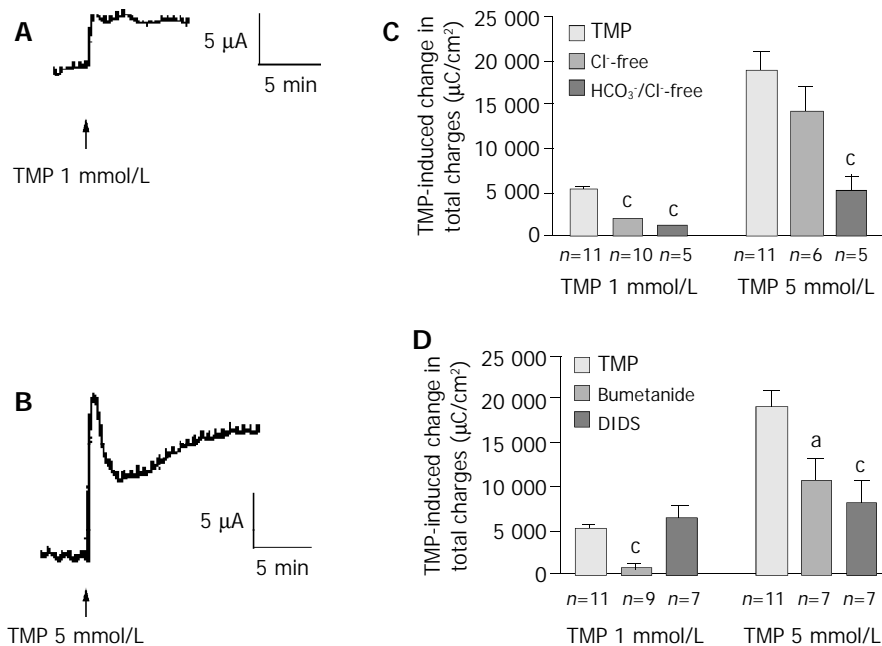 A
5 μA
5 min
TMP 1 mmol/L
B
5 μA
5 min
TMP 5 mmol/L
C
TMP-induced change in
total charges (μC/cm²)
25 000
20 000
15 000
10 000
5 000
0
TMP
Cl⁻-free
HCO₃⁻/Cl⁻-free
c
c
c
n=11 n=10 n=5
n=11 n=6 n=5
TMP 1 mmol/L
TMP 5 mmol/L
D
TMP-induced change in
total charges (μC/cm²)
25 000
20 000
15 000
10 000
5 000
0
TMP
Bumetanide
DIDS
c
a
c
n=11 n=9 n=7
n=11 n=7 n=7
TMP 1 mmol/L
TMP 5 mmol/L